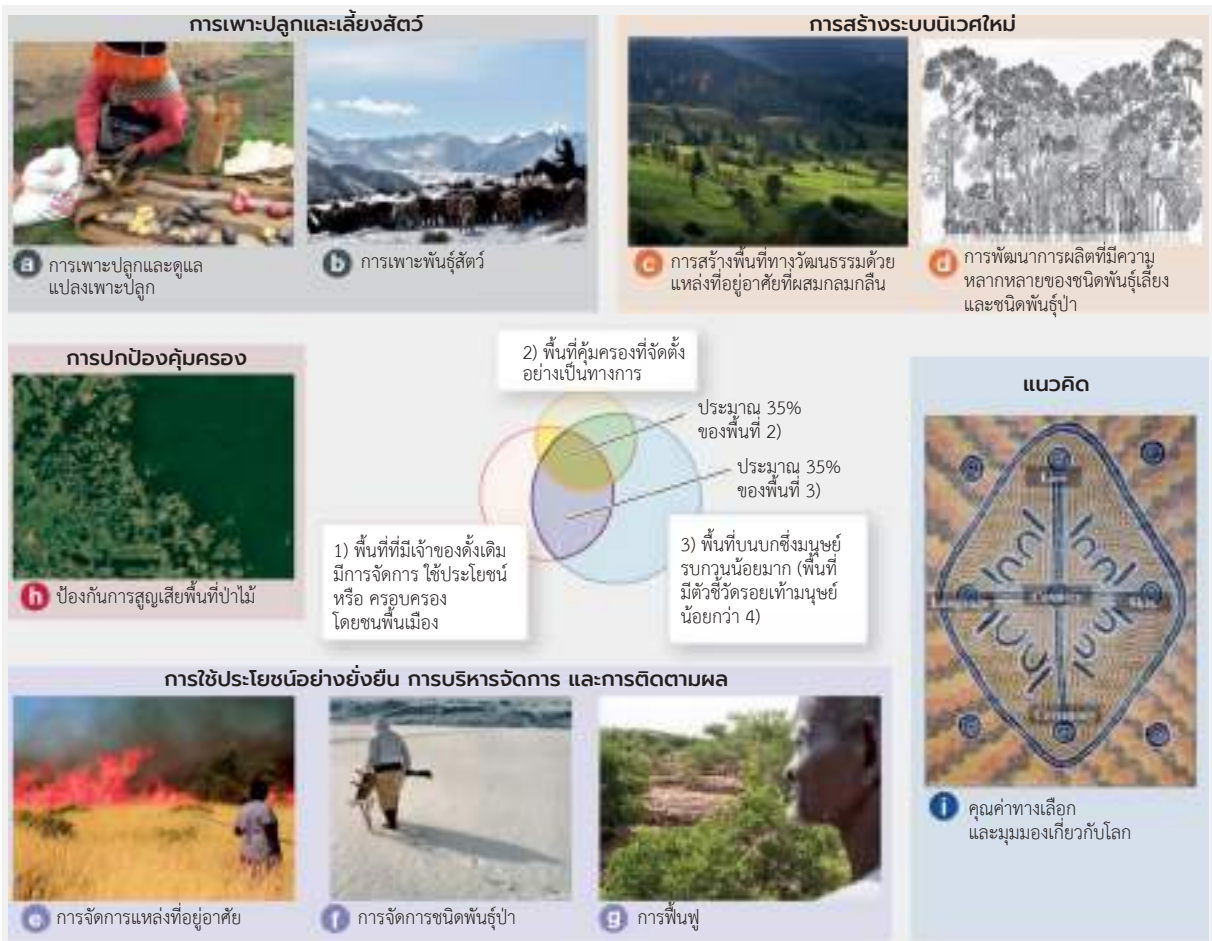 การเพาะปลูกและเลี้ยงสัตว์
a การเพาะปลูกและดูแล
แปลงเพาะปลูก
b การเพาะพันธุ์สัตว์
การสร้างระบบนิเวศใหม่
c การสร้างพื้นที่ทางวัฒนธรรมด้วย
แหล่งที่อยู่อาศัยที่ผสมกลมกลืน
d การพัฒนาการผลิตที่มีความ
หลากหลายของชนิดพันธุ์เลี้ยง
และชนิดพันธุ์ป่า
การปกป้องคุ้มครอง
h ป้องกันการสูญเสียพื้นที่ป่าไม้
2) พื้นที่คุ้มครองที่จัดตั้ง
อย่างเป็นทางการ
ประมาณ 35%
ของพื้นที่ 2)
ประมาณ 35%
ของพื้นที่ 3)
1) พื้นที่ที่มีเจ้าของดั้งเดิม
มีการจัดการ ใช้ประโยชน์
หรือ ครอบครอง
โดยชนพื้นเมือง
3) พื้นที่บนบกซึ่งมนุษย์
รบกวนน้อยมาก (พื้นที่
มีตัวชี้วัดรอยเท้ามนุษย์
น้อยกว่า 4)
แนวคิด
i คุณค่าทางเลือก
และมุมมองเกี่ยวกับโลก
การใช้ประโยชน์อย่างยั่งยืน การบริหารจัดการ และการติดตามผล
e การจัดการแหล่งที่อยู่อาศัย
f การจัดการชนิดพันธุ์ป่า
g การฟื้นฟู